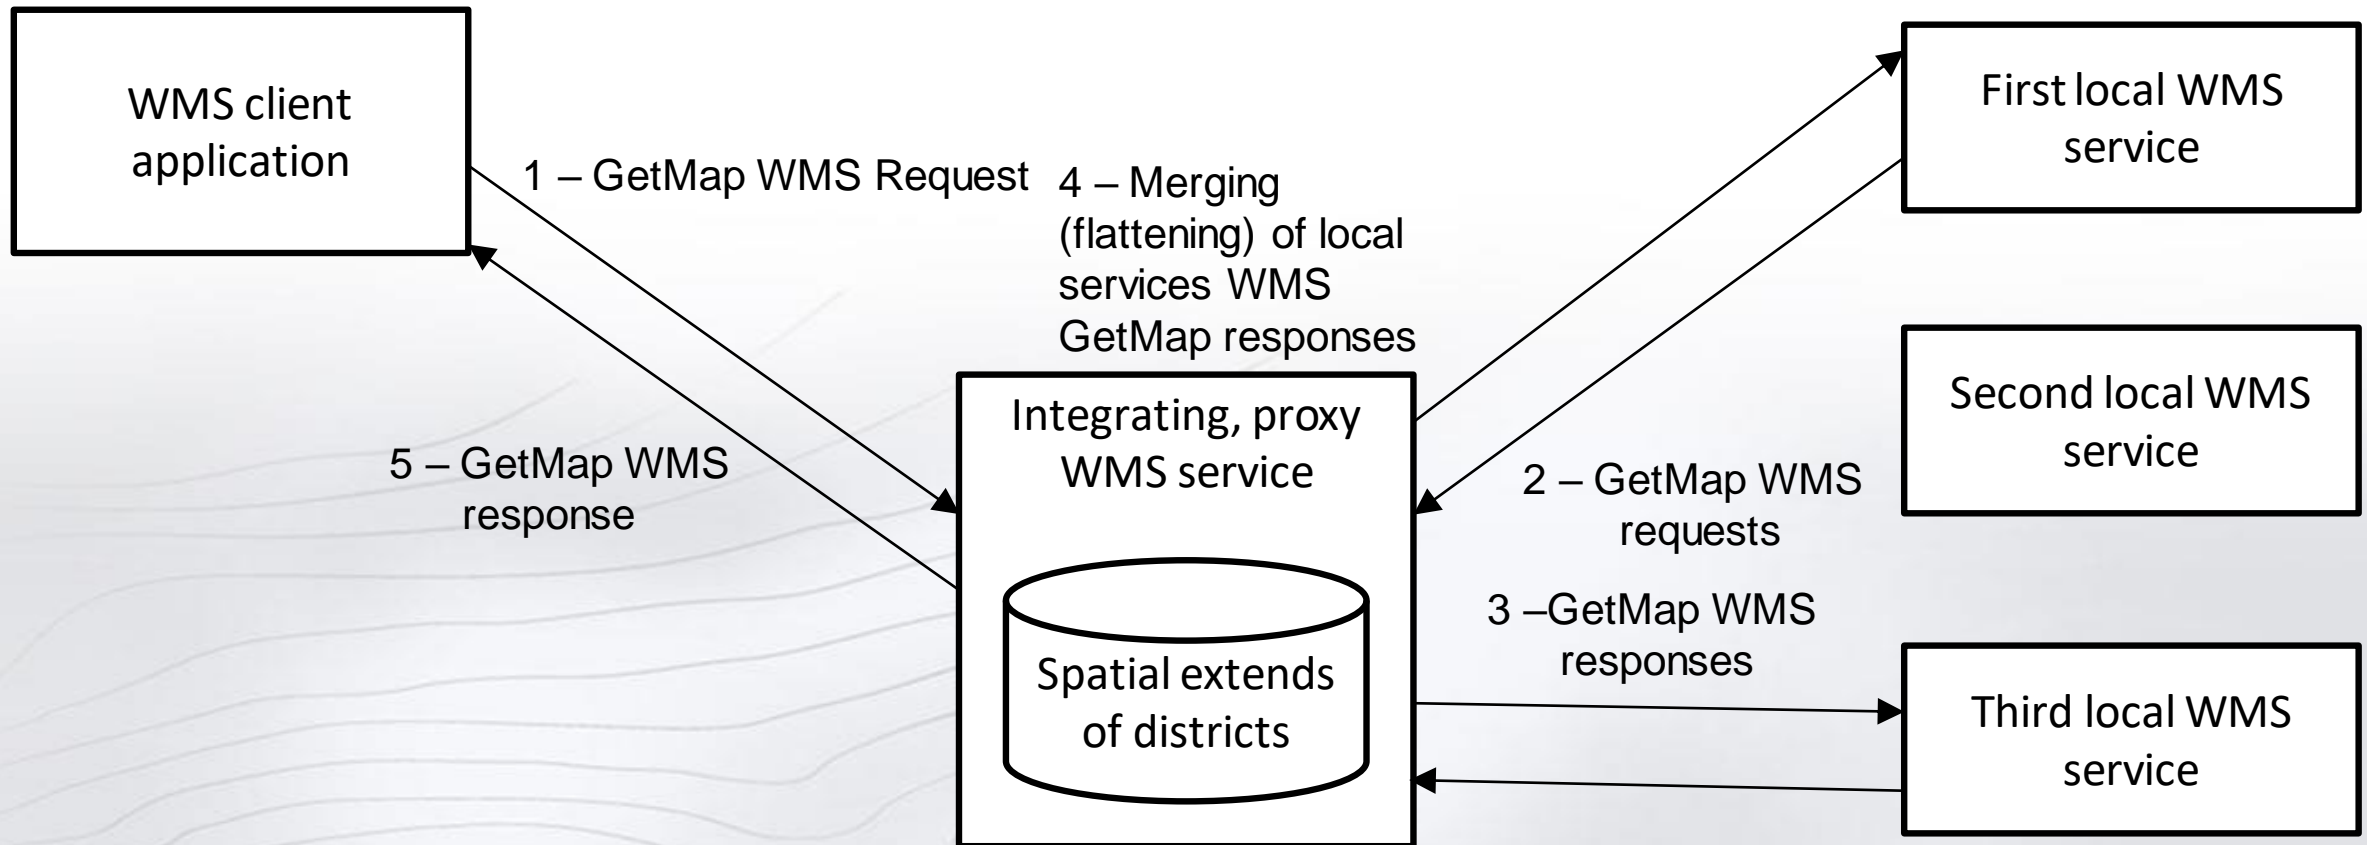 WMS client
application
1 – GetMap WMS Request
4 – Merging
(flattening) of local
services WMS
GetMap responses
First local WMS
service
Second local WMS
service
Integrating, proxy
WMS service
5 – GetMap WMS
response
2 – GetMap WMS
requests
3 –GetMap WMS
responses
Spatial extends
of districts
Third local WMS
service